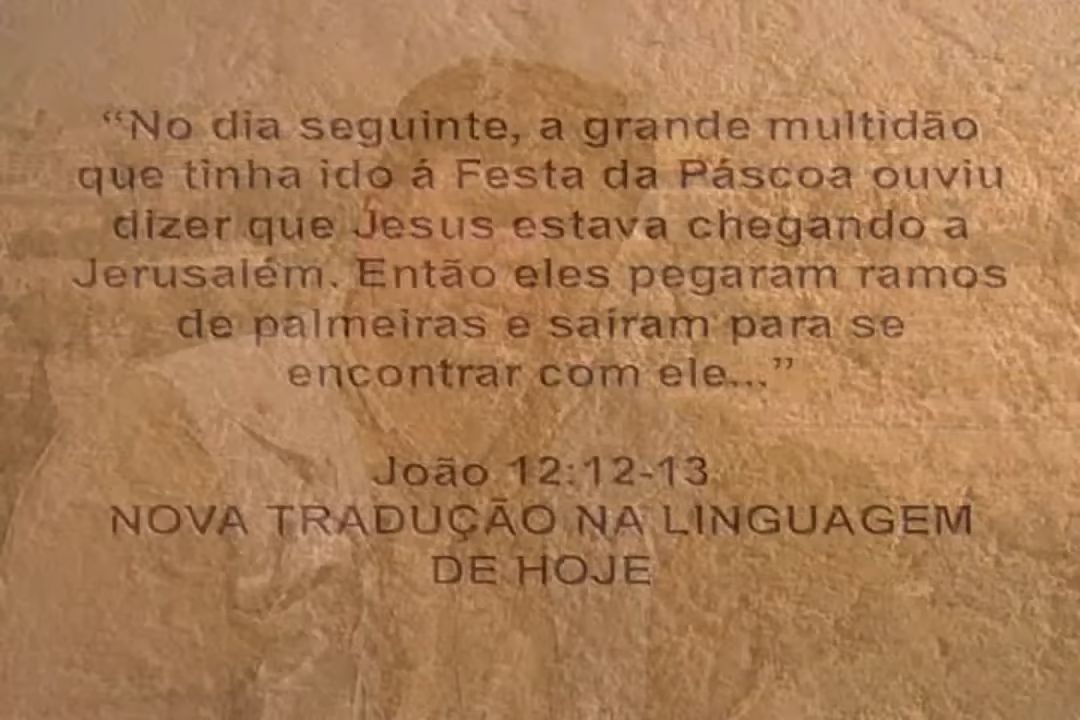 “No dia seguinte, a grande multidão
que tinha ido á Festa da Páscoa ouviu
dizer que Jesus estava chegando a
Jerusalém. Então eles pegaram ramos
de palmeiras e saíram para se
encontrar com ele...”
João 12:12-13
NOVA TRADUÇÃO NA LINGUAGEM
DE HOJE